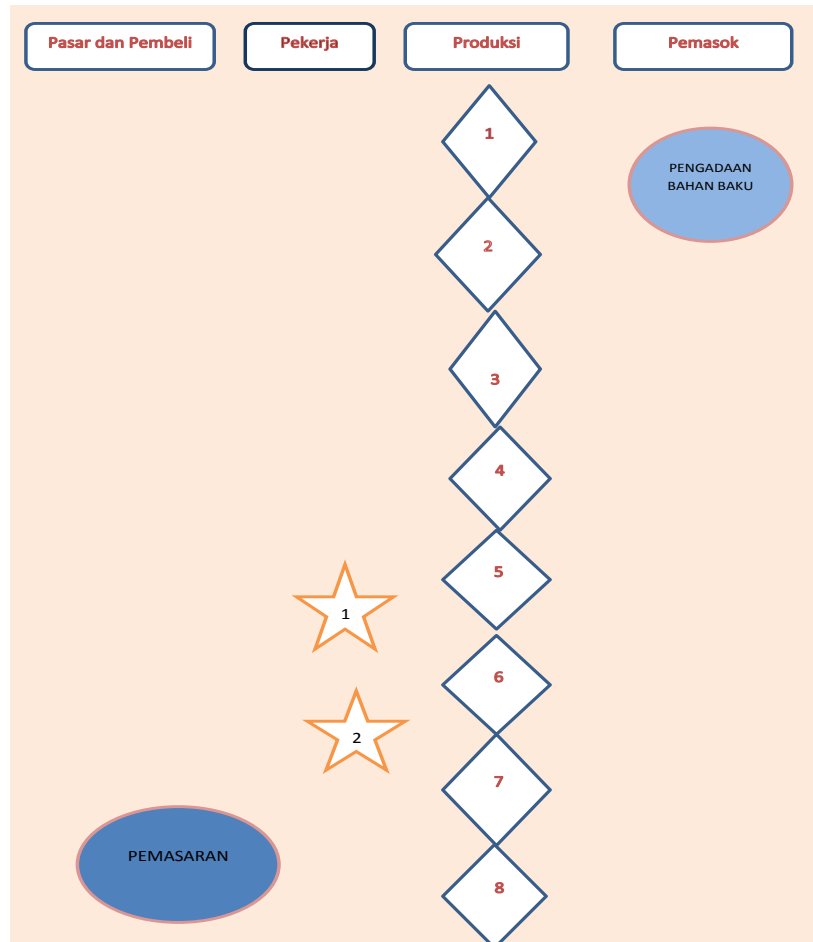 Pasar dan Pembeli
Pekerja
Produksi
Pemasok
1
PENGADAAN
BAHAN BAKU
2
3
4
5
1
6
2
7
PEMASARAN
8